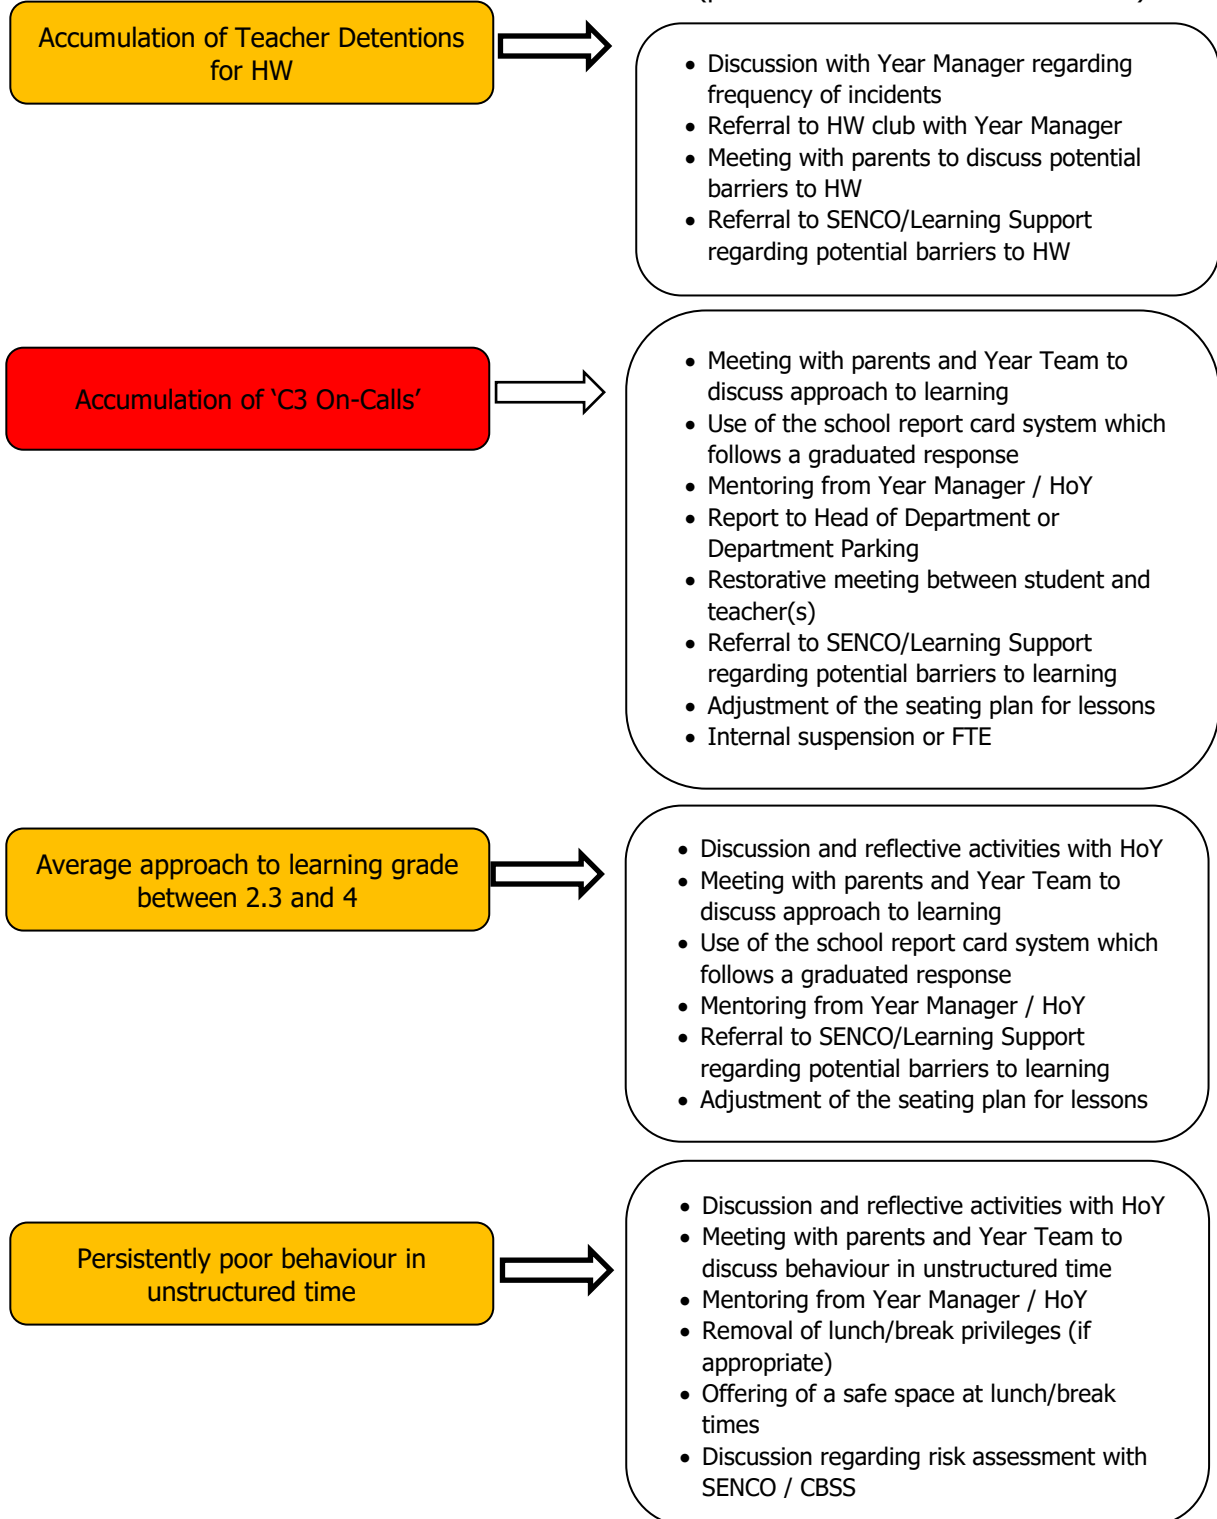 Accumulation of Teacher Detentions
for HW
• Discussion with Year Manager regarding
frequency of incidents
• Referral to HW club with Year Manager
• Meeting with parents to discuss potential
barriers to HW
• Referral to SENCO/Learning Support
regarding potential barriers to HW
Accumulation of ‘C3 On-Calls’
• Meeting with parents and Year Team to
discuss approach to learning
• Use of the school report card system which
follows a graduated response
• Mentoring from Year Manager / HoY
• Report to Head of Department or
Department Parking
• Restorative meeting between student and
teacher(s)
• Referral to SENCO/Learning Support
regarding potential barriers to learning
• Adjustment of the seating plan for lessons
• Internal suspension or FTE
Average approach to learning grade
between 2.3 and 4
• Discussion and reflective activities with HoY
• Meeting with parents and Year Team to
discuss approach to learning
• Use of the school report card system which
follows a graduated response
• Mentoring from Year Manager / HoY
• Referral to SENCO/Learning Support
regarding potential barriers to learning
• Adjustment of the seating plan for lessons
Persistently poor behaviour in
unstructured time
• Discussion and reflective activities with HoY
• Meeting with parents and Year Team to
discuss behaviour in unstructured time
• Mentoring from Year Manager / HoY
• Removal of lunch/break privileges (if
appropriate)
• Offering of a safe space at lunch/break
times
• Discussion regarding risk assessment with
SENCO / CBSS